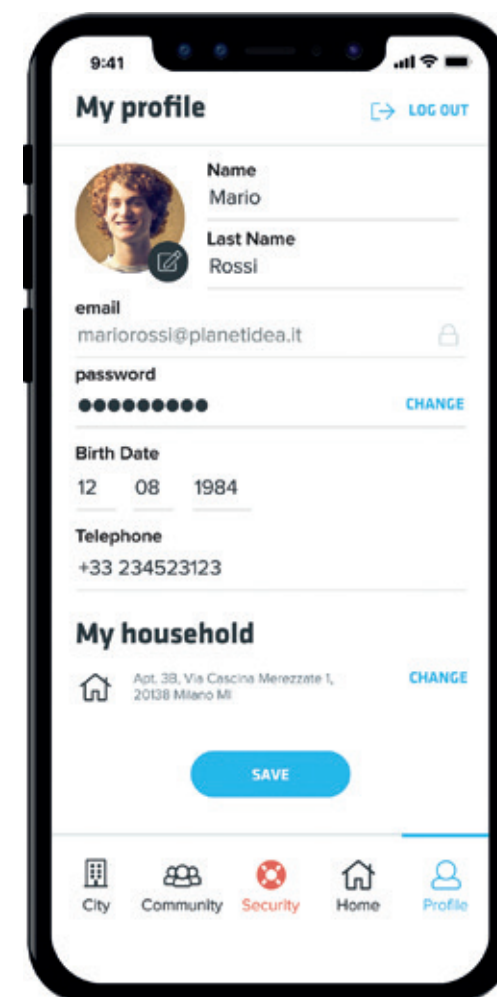 9:41
My profile
LOG OUT
Name
Mario
Last Name
Rossi
email
mariorossi@planetidea.it
password
●●●●●●●●●
CHANGE
Birth Date
12 08 1984
Telephone
+33 234523123
My household
Apt. 3B, Via Cascina Merezzate 1,
20138 Milano MI
CHANGE
SAVE
City Community Security Home Profile